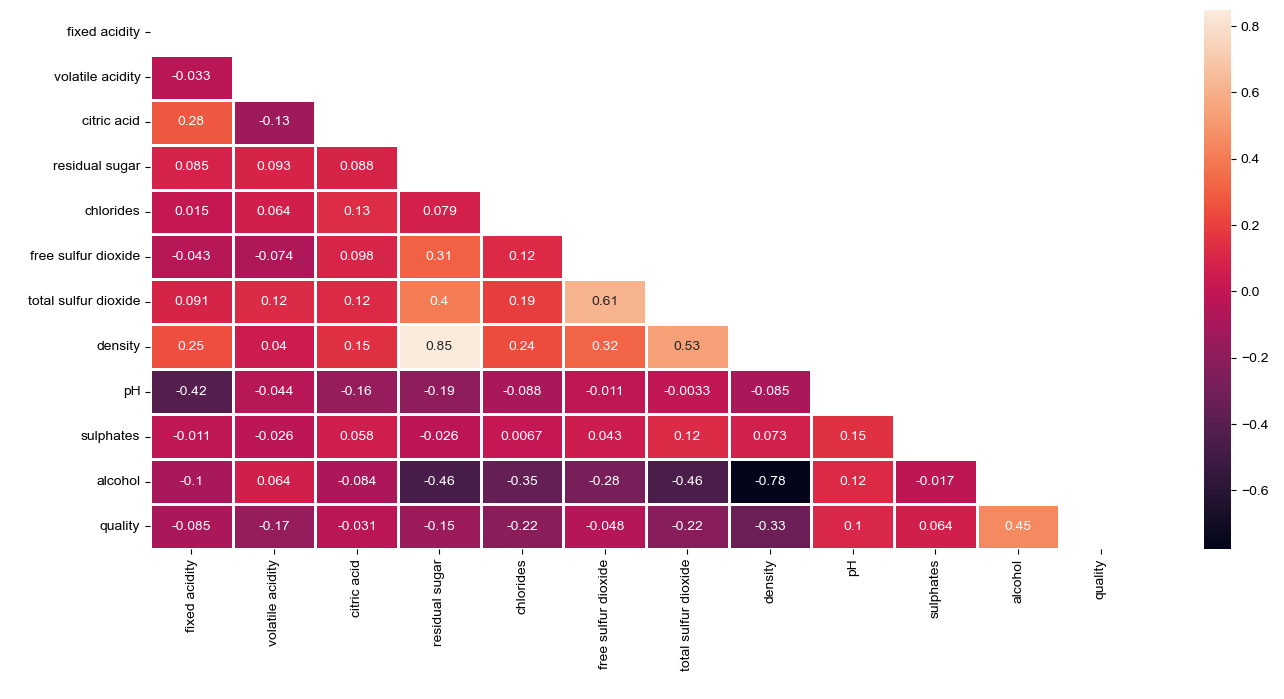 fixed acidity
volatile acidity -0.033
citric acid 0.28 -0.13
residual sugar 0.085 0.093 0.088
chlorides 0.015 0.064 0.13 0.079
free sulfur dioxide -0.043 -0.074 0.098 0.31 0.12
total sulfur dioxide 0.091 0.12 0.12 0.4 0.19 0.61
density 0.25 0.04 0.15 0.85 0.24 0.32 0.53
pH -0.42 -0.044 -0.16 -0.19 -0.088 -0.011 -0.0033 -0.085
sulphates -0.011 -0.026 0.058 -0.026 0.0067 0.043 0.12 0.073 0.15
alcohol -0.1 0.064 -0.084 -0.46 -0.35 -0.28 -0.46 -0.78 0.12 -0.017
quality -0.085 -0.17 -0.031 -0.15 -0.22 -0.048 -0.22 -0.33 0.1 0.064 0.45
fixed acidity
volatile acidity
citric acid
residual sugar
chlorides
free sulfur dioxide
total sulfur dioxide
density
pH
sulphates
alcohol
quality
0.8
0.6
0.4
0.2
0.0
−0.2
−0.4
−0.6